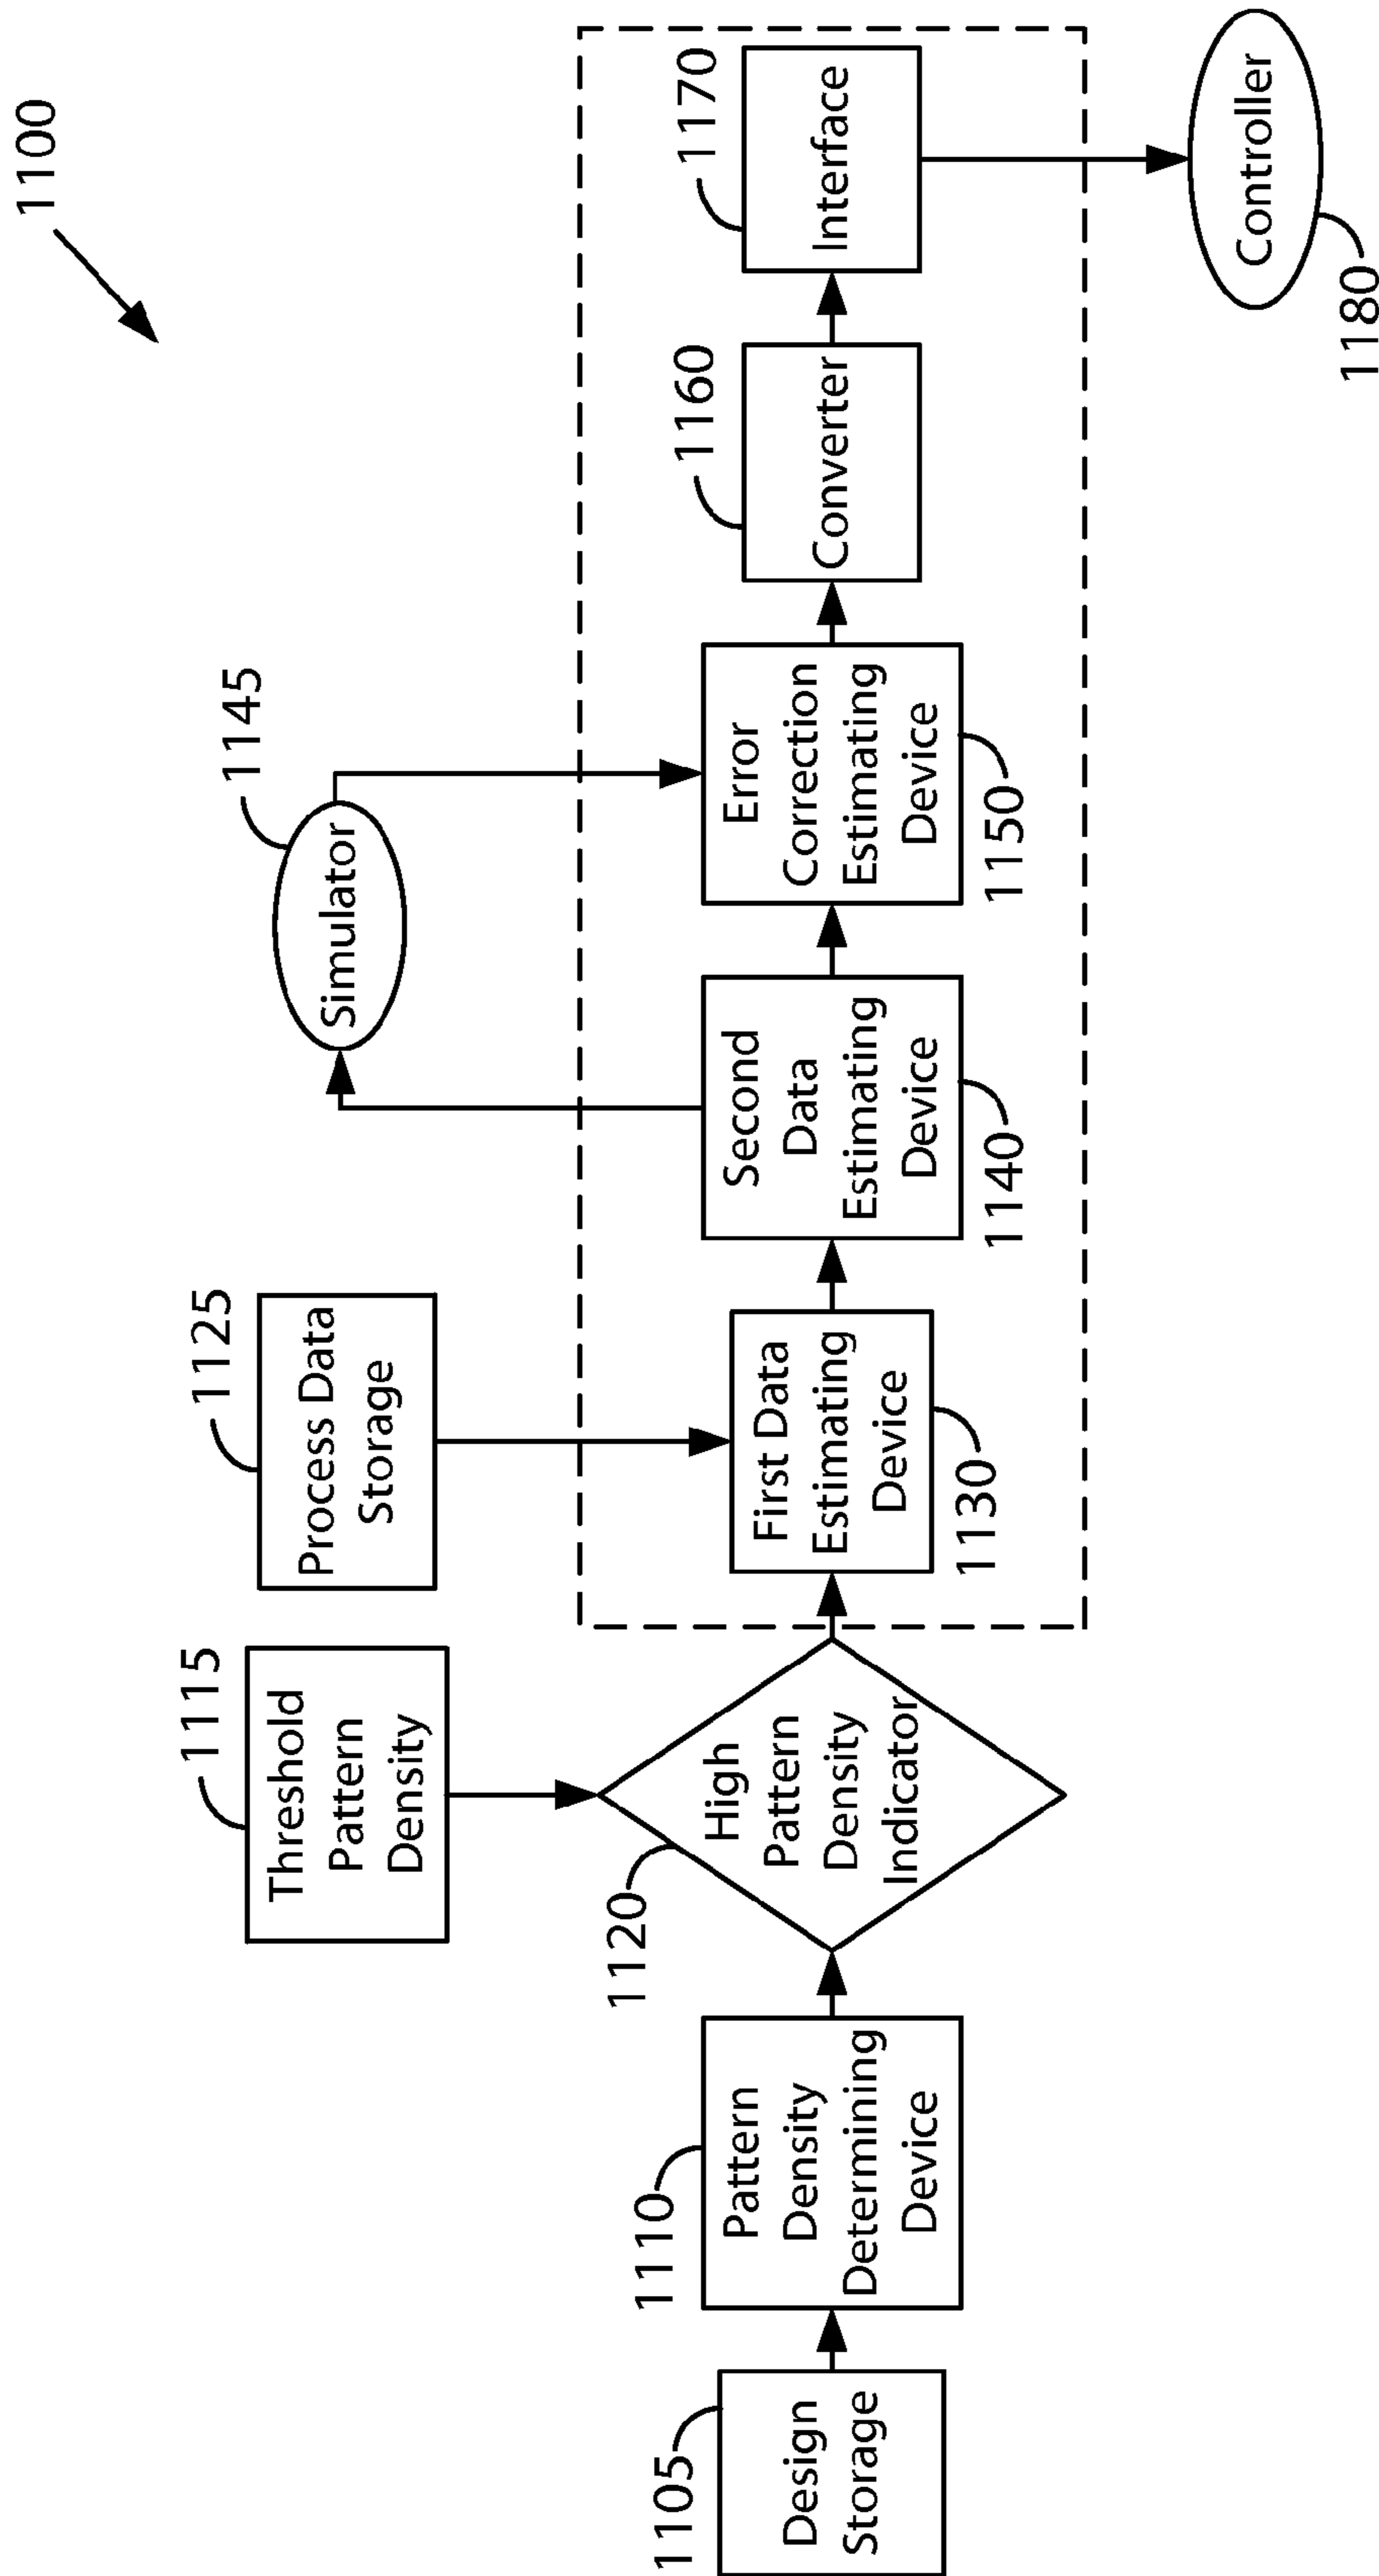 1100
1105
Design
Storage
1110
Pattern
Density
Determining
Device
1115
Threshold
Pattern
Density
1120
High
Pattern
Density
Indicator
1125
Process Data
Storage
First Data
Estimating
Device
1130
Second
Data
Estimating
Device
1140
Simulator
1145
Error
Correction
Estimating
Device
1150
Converter
1160
Interface
1170
Controller
1180